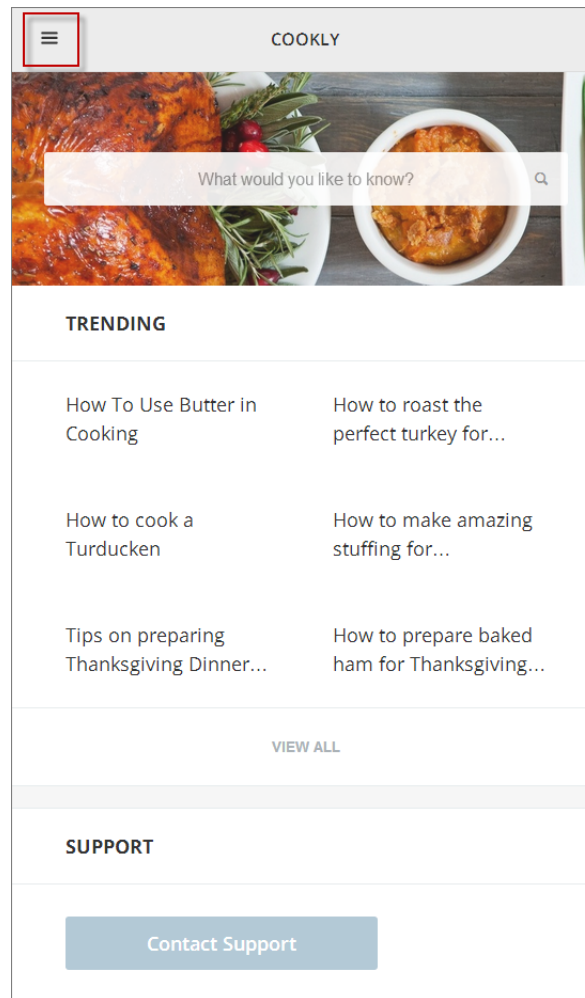 COOKLY
What would you like to know?
TRENDING
How To Use Butter in
Cooking
How to roast the
perfect turkey for...
How to cook a
Turducken
How to make amazing
stuffing for...
Tips on preparing
Thanksgiving Dinner...
How to prepare baked
ham for Thanksgiving...
VIEW ALL
SUPPORT
Contact Support